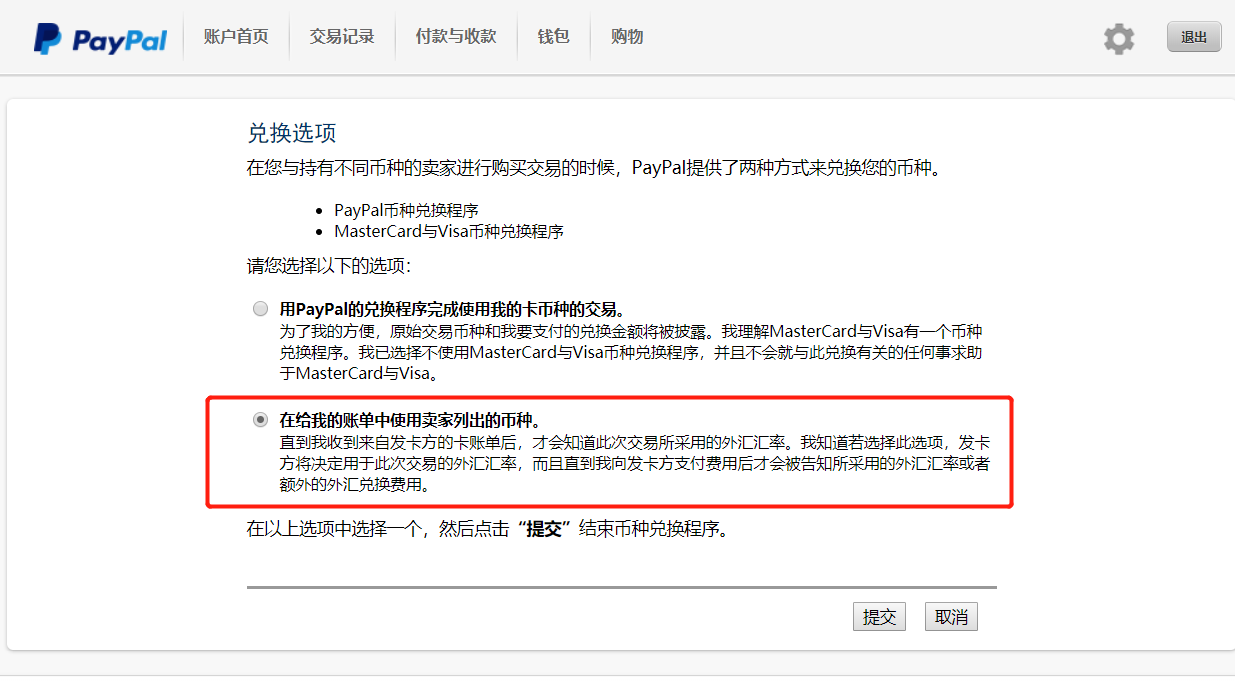 PayPal 账户首页 交易记录 付款与收款 钱包 购物 退出
兑换选项
在您与持有不同币种的卖家进行购买交易的时候，PayPal提供了两种方式来兑换您的币种。
• PayPal币种兑换程序
• MasterCard与Visa币种兑换程序
请您选择以下的选项：
用PayPal的兑换程序完成使用我的卡币种的交易。
为了我的方便，原始交易币种和我要支付的兑换金额将被披露。我理解MasterCard与Visa有一个币种
兑换程序。我已选择不使用MasterCard与Visa币种兑换程序，并且不会就与此兑换有关的任何事求助
于MasterCard与Visa。
在给我的账单中使用卖家列出的币种。
直到我收到来自发卡方的卡账单后，才会知道此次交易所采用的外汇汇率。我知道若选择此选项，发卡
方将决定用于此次交易的外汇汇率，而且直到我向发卡方支付费用后才会被告知所采用的外汇汇率或者
额外的外汇兑换费用。
在以上选项中选择一个，然后点击“提交”结束币种兑换程序。
提交 取消